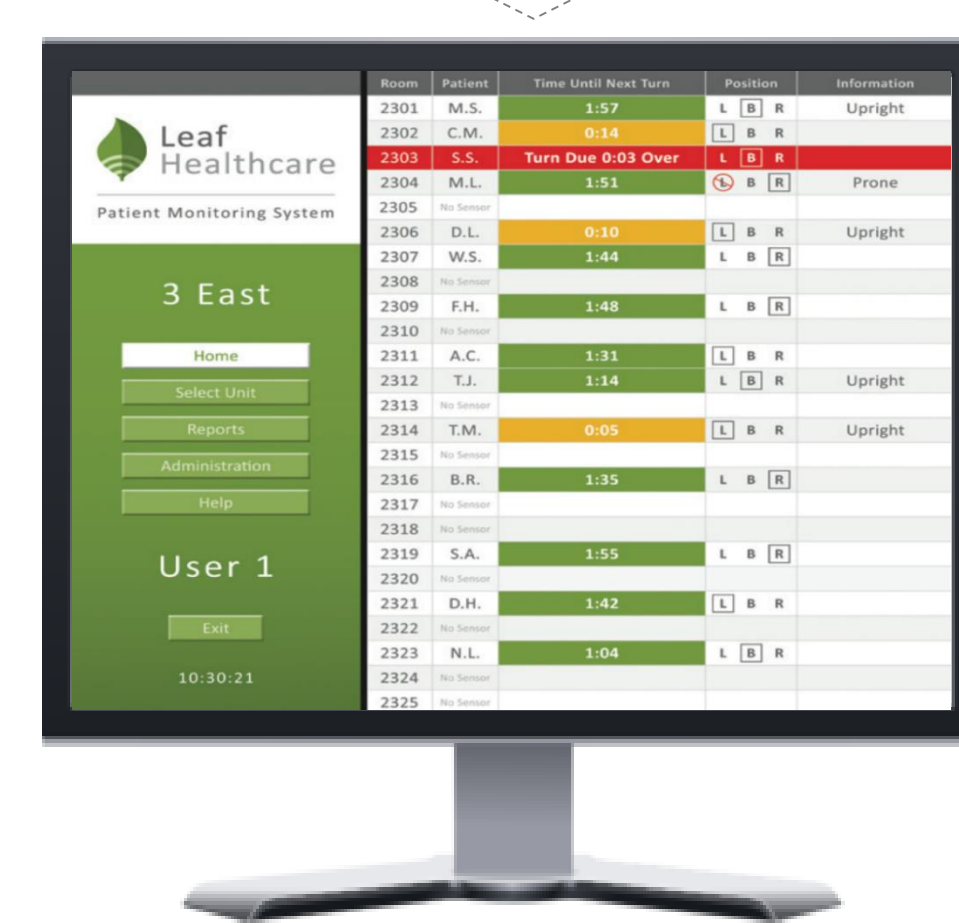 Leaf
Healthcare
Patient Monitoring System
3 East
Home
Select Unit
Reports
Administration
Help
User 1
Exit
10:30:21
Room Patient Time Until Next Turn Position Information
2301 M.S. 1:57 L B R Upright
2302 C.M. 0:14 L B R
2303 S.S. Turn Due 0:03 Over L B R
2304 M.L. 1:51 L B R Prone
2305 No Sensor
2306 D.L. 0:10 L B R Upright
2307 W.S. 1:44 L B R
2308 No Sensor
2309 F.H. 1:48 L B R
2310 No Sensor
2311 A.C. 1:31 L B R
2312 T.J. 1:14 L B R Upright
2313 No Sensor
2314 T.M. 0:05 L B R Upright
2315 No Sensor
2316 B.R. 1:35 L B R
2317 No Sensor
2318 No Sensor
2319 S.A. 1:55 L B R
2320 No Sensor
2321 D.H. 1:42 L B R
2322 No Sensor
2323 N.L. 1:04 L B R
2324 No Sensor
2325 No Sensor